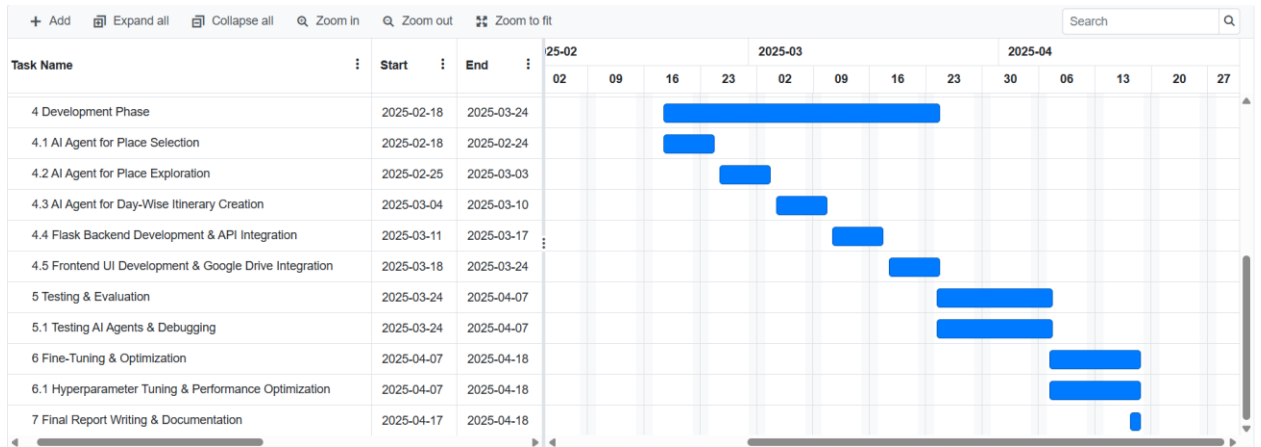 Add Expand all Collapse all Zoom in Zoom out Zoom to fit Search
25-02 2025-03 2025-04
Task Name Start End
02 09 16 23 02 09 16 23 30 06 13 20 27
4 Development Phase 2025-02-18 2025-03-24
4.1 AI Agent for Place Selection 2025-02-18 2025-02-24
4.2 AI Agent for Place Exploration 2025-02-25 2025-03-03
4.3 AI Agent for Day-Wise Itinerary Creation 2025-03-04 2025-03-10
4.4 Flask Backend Development & API Integration 2025-03-11 2025-03-17
4.5 Frontend UI Development & Google Drive Integration 2025-03-18 2025-03-24
5 Testing & Evaluation 2025-03-24 2025-04-07
5.1 Testing AI Agents & Debugging 2025-03-24 2025-04-07
6 Fine-Tuning & Optimization 2025-04-07 2025-04-18
6.1 Hyperparameter Tuning & Performance Optimization 2025-04-07 2025-04-18
7 Final Report Writing & Documentation 2025-04-17 2025-04-18